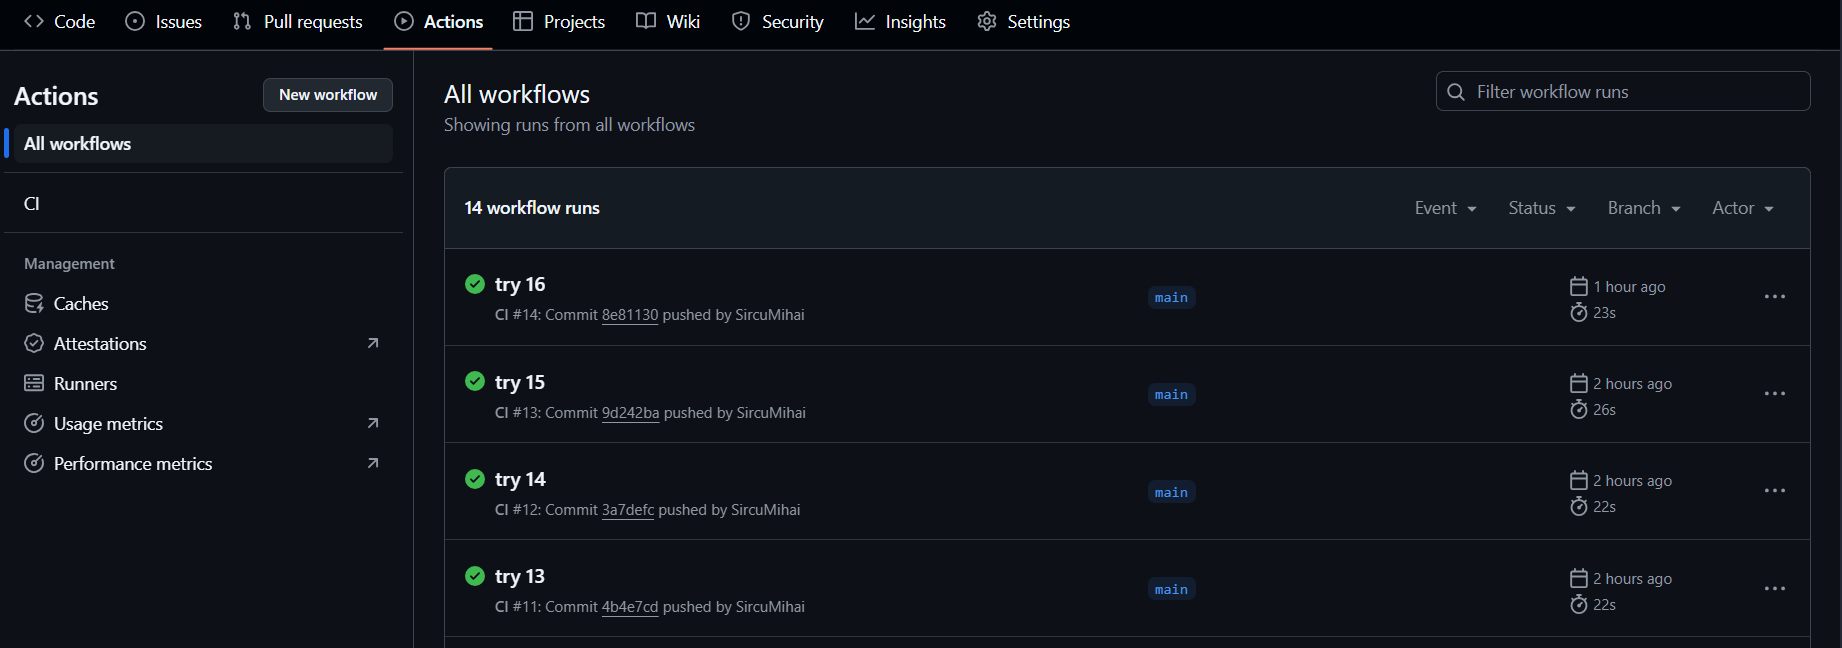 Code Issues Pull requests Actions Projects Wiki Security Insights Settings
Actions
New workflow
All workflows
CI
Management
Caches
Attestations
Runners
Usage metrics
Performance metrics
All workflows
Showing runs from all workflows
Filter workflow runs
14 workflow runs
Event Status Branch Actor
try 16
CI #14: Commit 8e81130 pushed by SircuMihai
main
1 hour ago
23s
try 15
CI #13: Commit 9d242ba pushed by SircuMihai
main
2 hours ago
26s
try 14
CI #12: Commit 3a7defc pushed by SircuMihai
main
2 hours ago
22s
try 13
CI #11: Commit 4b4e7cd pushed by SircuMihai
main
2 hours ago
22s